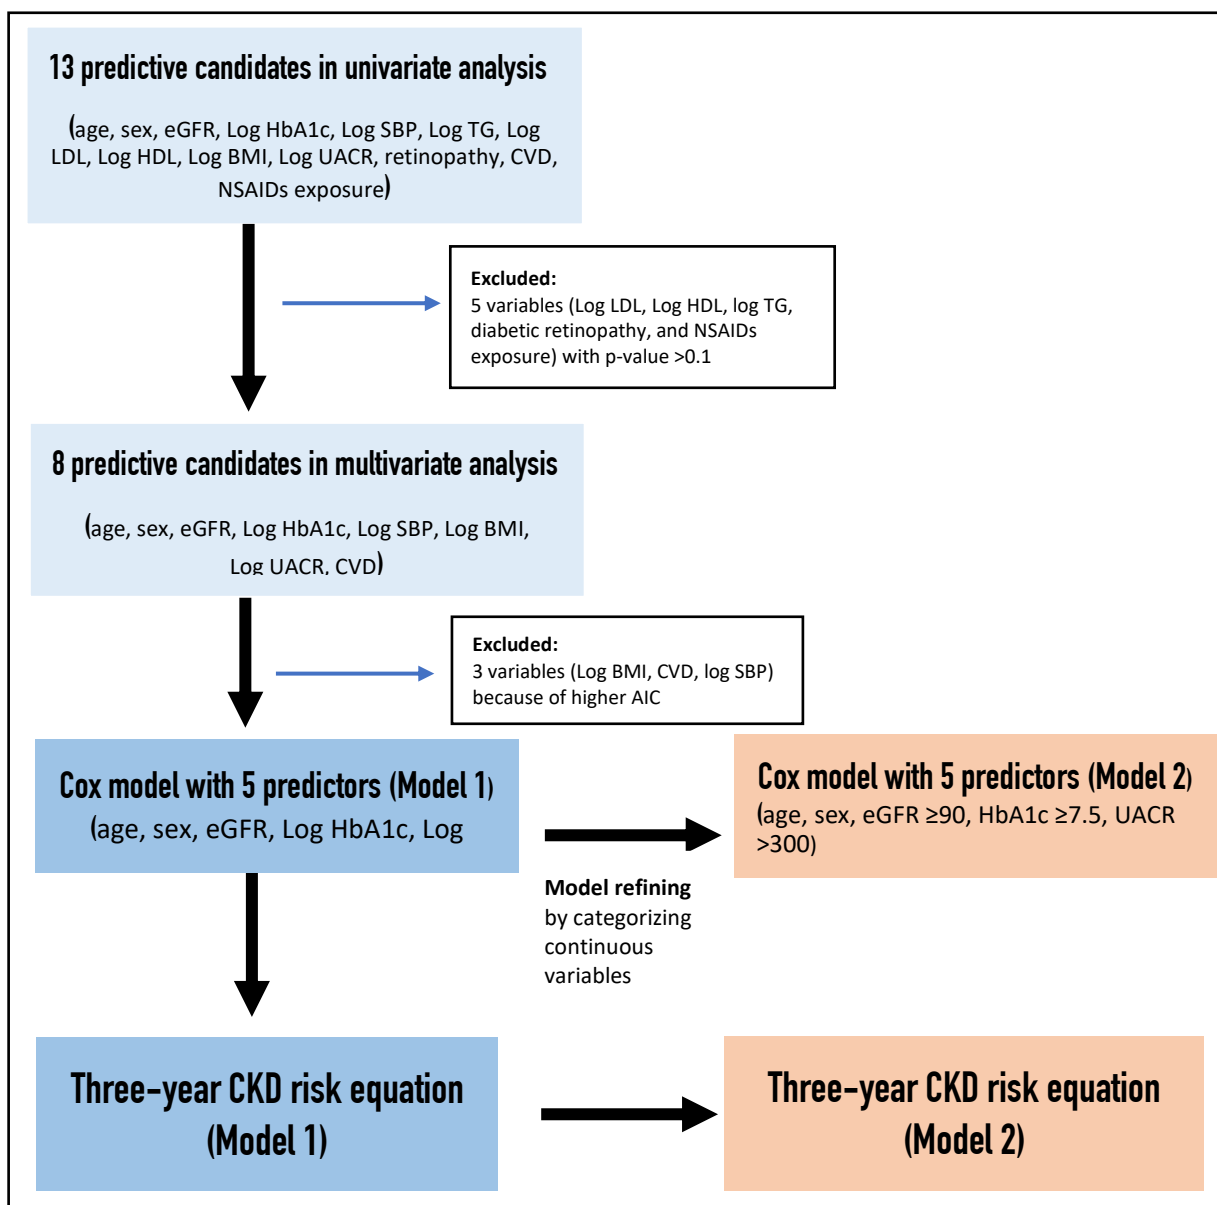 13 predictive candidates in univariate analysis
(age, sex, eGFR, Log HbA1c, Log SBP, Log TG, Log
LDL, Log HDL, Log BMI, Log UACR, retinopathy, CVD,
NSAIDs exposure)
Excluded:
5 variables (Log LDL, Log HDL, log TG,
diabetic retinopathy, and NSAIDs
exposure) with p-value >0.1
8 predictive candidates in multivariate analysis
(age, sex, eGFR, Log HbA1c, Log SBP, Log BMI,
Log UACR, CVD)
Excluded:
3 variables (Log BMI, CVD, log SBP)
because of higher AIC
Cox model with 5 predictors (Model 1)
(age, sex, eGFR, Log HbA1c, Log
Cox model with 5 predictors (Model 2)
(age, sex, eGFR ≥90, HbA1c ≥7.5, UACR
>300)
Model refining
by categorizing
continuous
variables
Three-year CKD risk equation
(Model 1)
Three-year CKD risk equation
(Model 2)